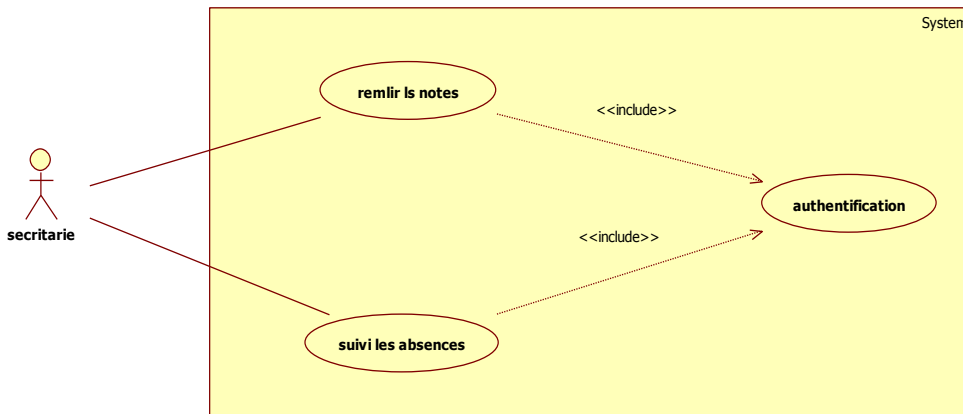 System
remlir ls notes
<<include>>
authentification
secritarie
<<include>>
suivi les absences